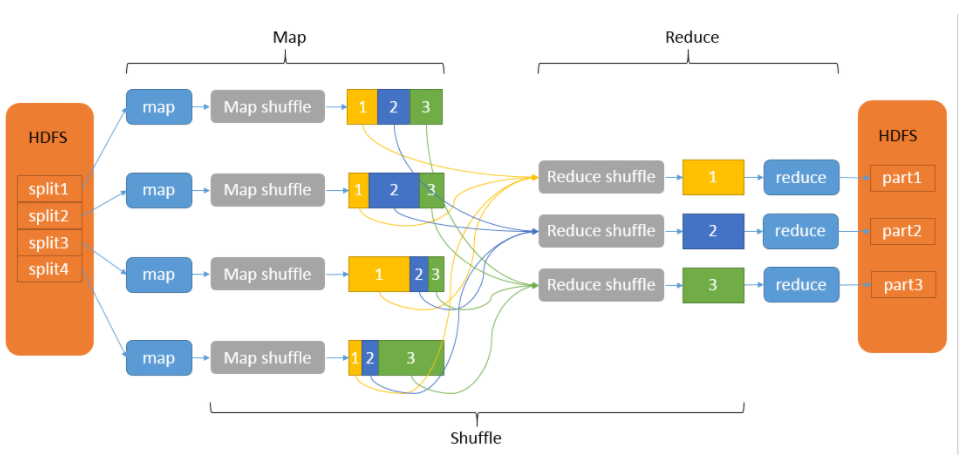 Map
Reduce
HDFS
split1
split2
split3
split4
map
Map shuffle
1 2 3
map
Map shuffle
1 2 3
map
Map shuffle
1 2 3
map
Map shuffle
1 2 3
Reduce shuffle
1
reduce
Reduce shuffle
2
reduce
Reduce shuffle
3
reduce
HDFS
part1
part2
part3
Shuffle